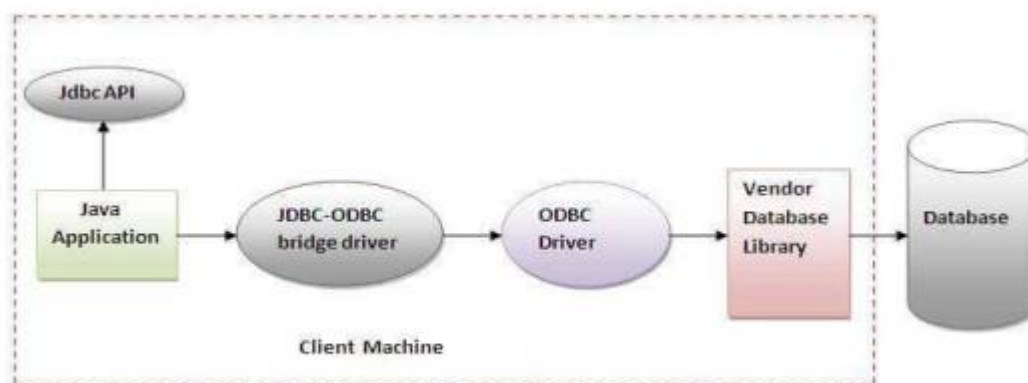 Jdbc API
Java
Application
JDBC-ODBC
bridge driver
ODBC
Driver
Vendor
Database
Library
Database
Client Machine